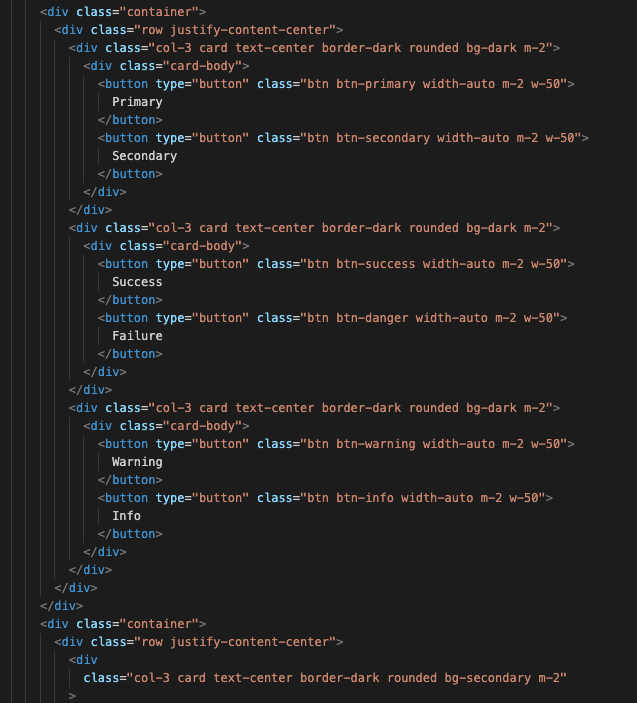 <div class="container">
<div class="row justify-content-center">
<div class="col-3 card text-center border-dark rounded bg-dark m-2">
<div class="card-body">
<button type="button" class="btn btn-primary width-auto m-2 w-50">
Primary
</button>
<button type="button" class="btn btn-secondary width-auto m-2 w-50">
Secondary
</button>
</div>
</div>
<div class="col-3 card text-center border-dark rounded bg-dark m-2">
<div class="card-body">
<button type="button" class="btn btn-success width-auto m-2 w-50">
Success
</button>
<button type="button" class="btn btn-danger width-auto m-2 w-50">
Failure
</button>
</div>
</div>
<div class="col-3 card text-center border-dark rounded bg-dark m-2">
<div class="card-body">
<button type="button" class="btn btn-warning width-auto m-2 w-50">
Warning
</button>
<button type="button" class="btn btn-info width-auto m-2 w-50">
Info
</button>
</div>
</div>
</div>
</div>
<div class="container">
<div class="row justify-content-center">
<div
class="col-3 card text-center border-dark rounded bg-secondary m-2"
>